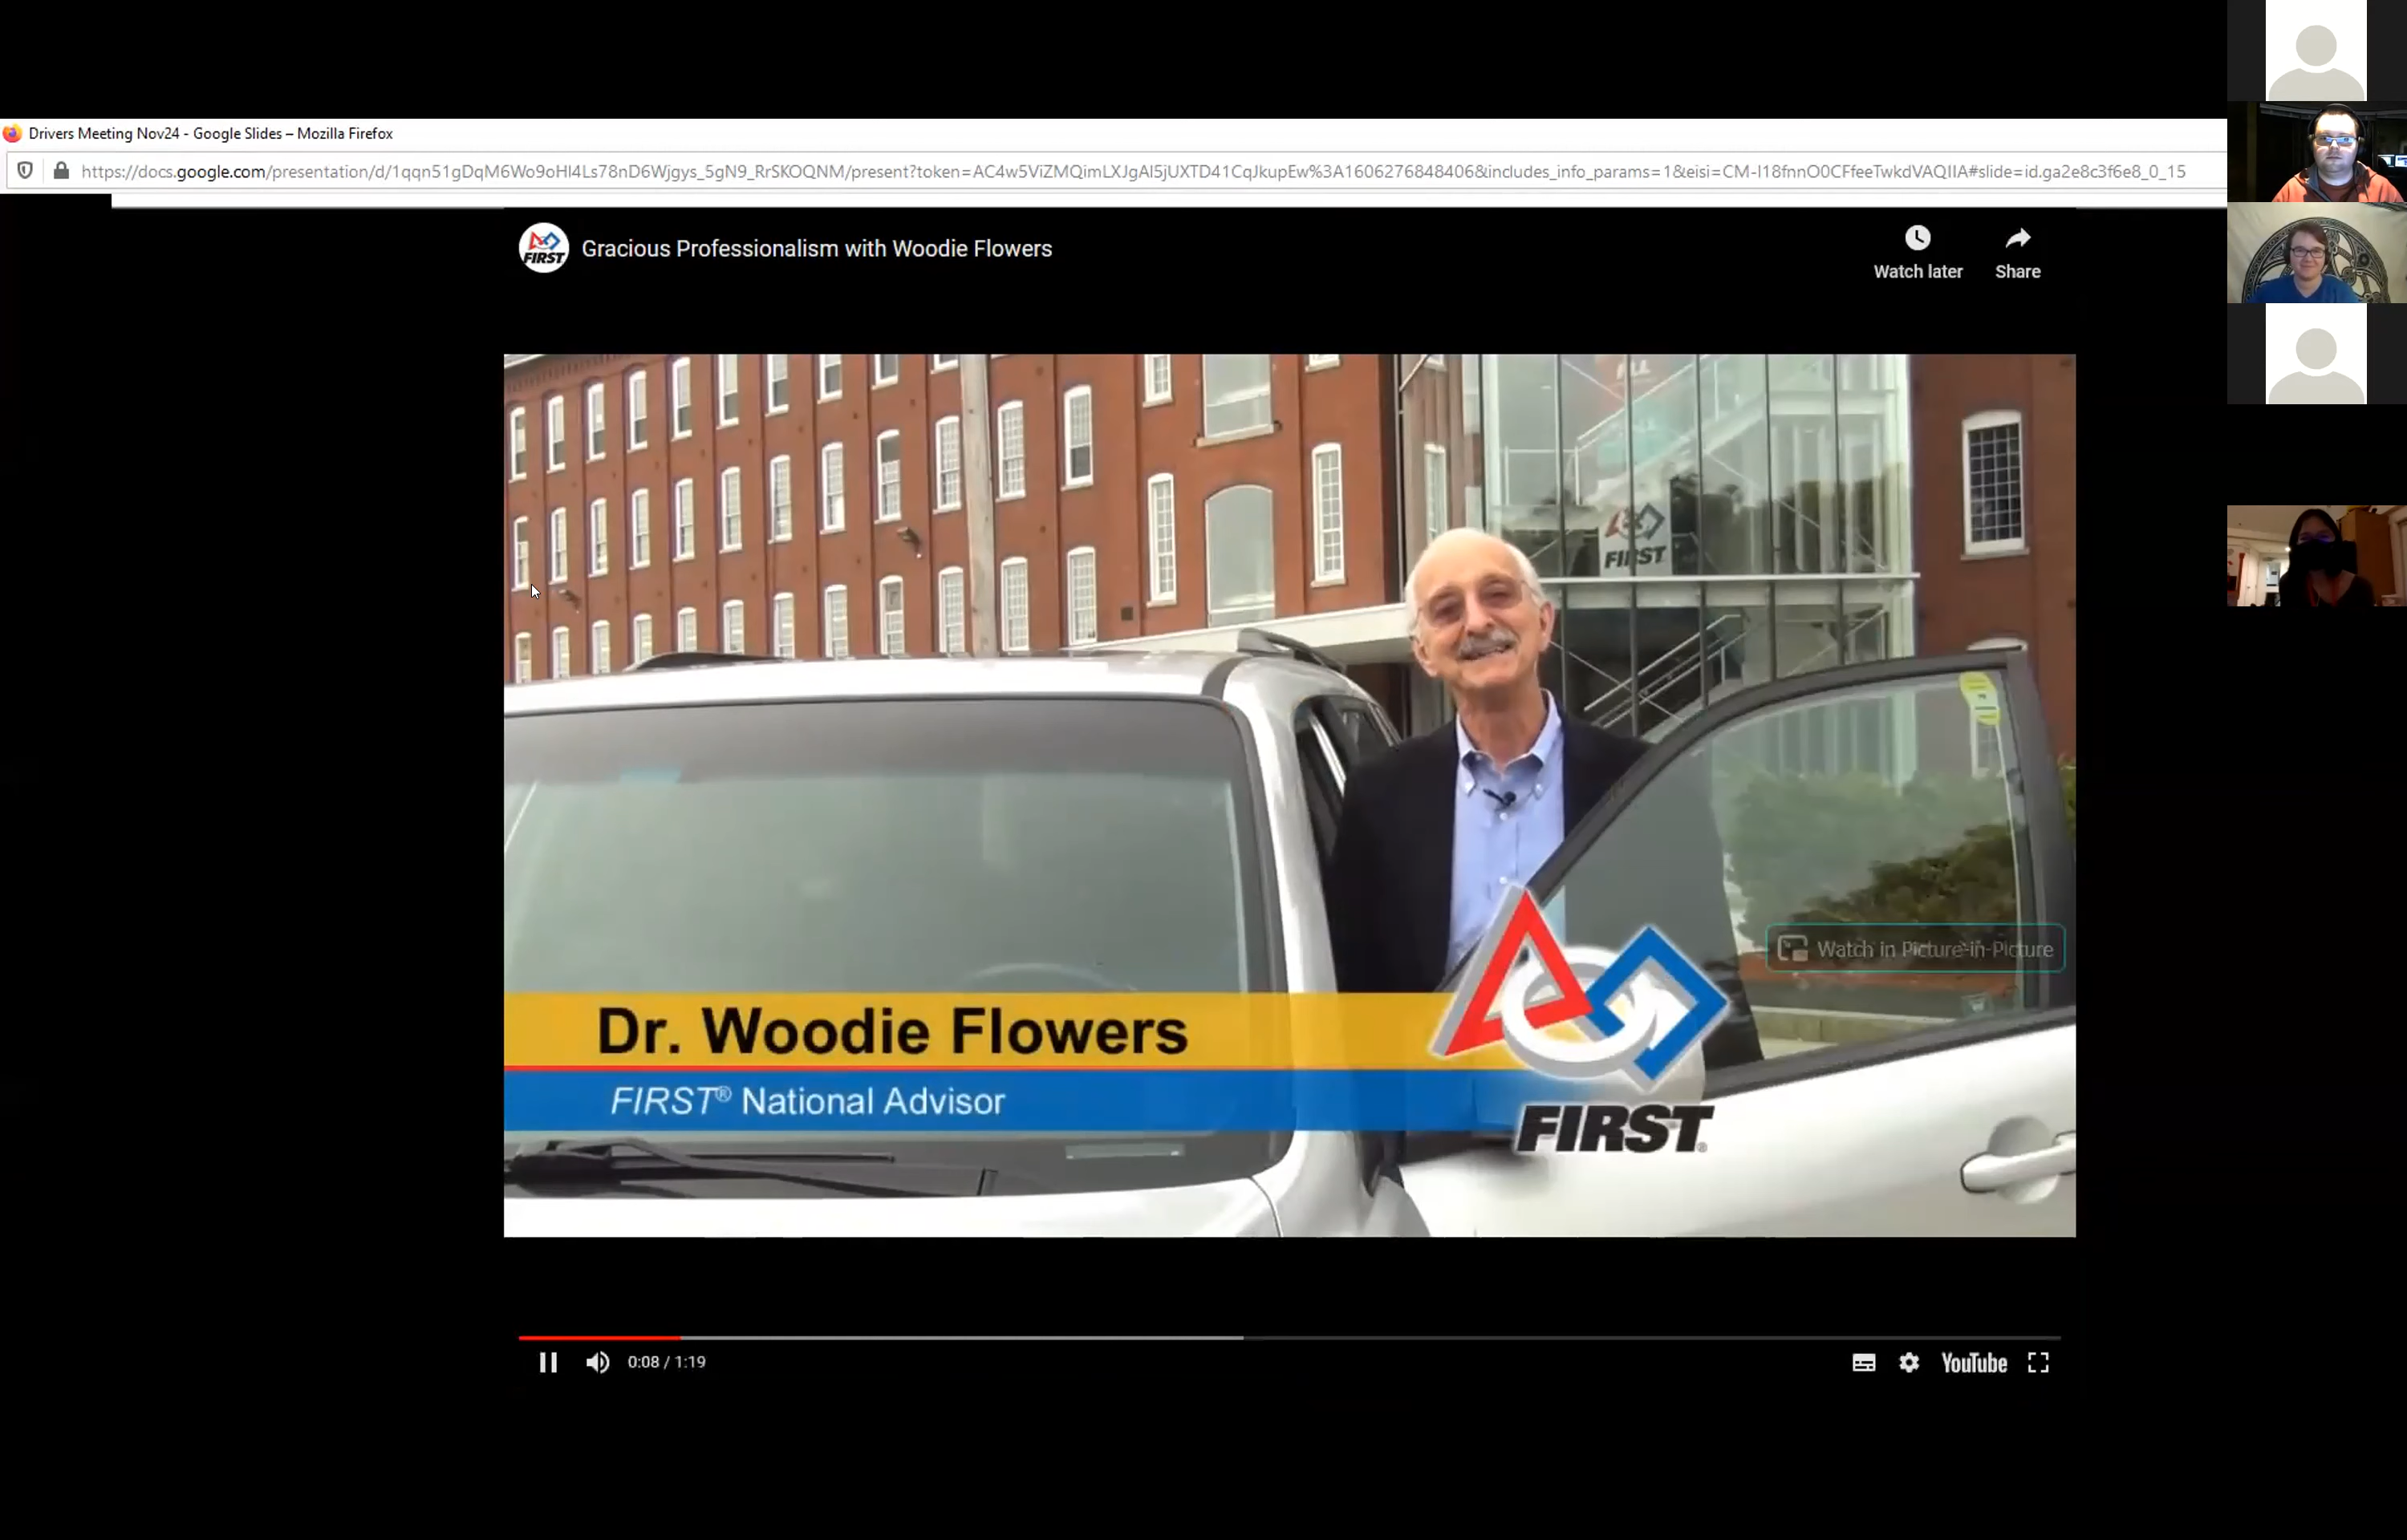 Drivers Meeting Nov24 - Google Slides – Mozilla Firefox
https://docs.google.com/presentation/d/1qqn51gDqM6Wo9oHl4Ls78nD6Wjgys_5gN9_RrSKOQNM/present?token=AC4w5ViZMQimLXJgAl5jUXTD41CqJkupEw%3A1606276848406&includes_info_params=1&eisi=CM-I18fnnO0CFfeeTwkdVAQIIA#slide=id.ga2e8c3f6e8_0_15
FIRST
Gracious Professionalism with Woodie Flowers
Watch later
Share
FIRST
Watch in Picture-in-Picture
Dr. Woodie Flowers
FIRST® National Advisor
FIRST
0:08 / 1:19
YouTube